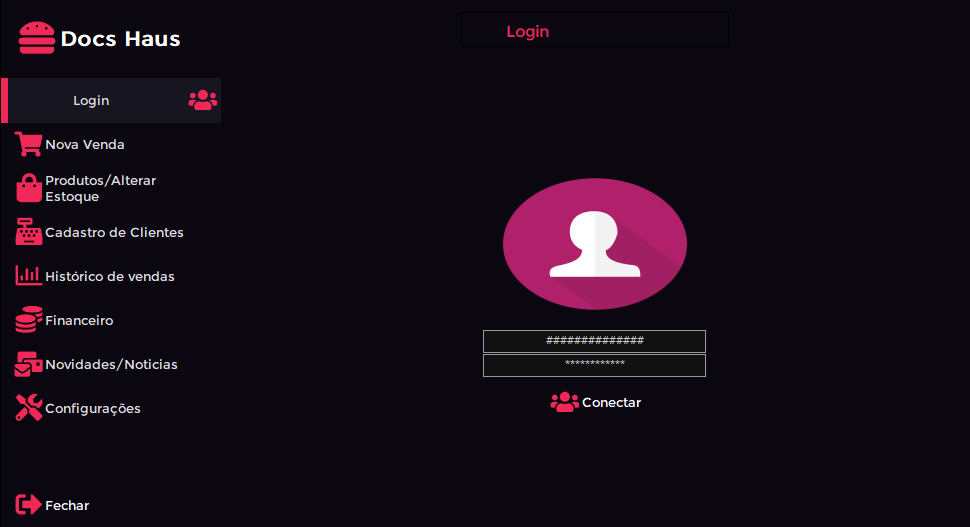 Docs Haus
Login
Login
Nova Venda
Produtos/Alterar
Estoque
Cadastro de Clientes
Histórico de vendas
Financeiro
Novidades/Noticias
Configurações
Fechar
##############
************
Conectar